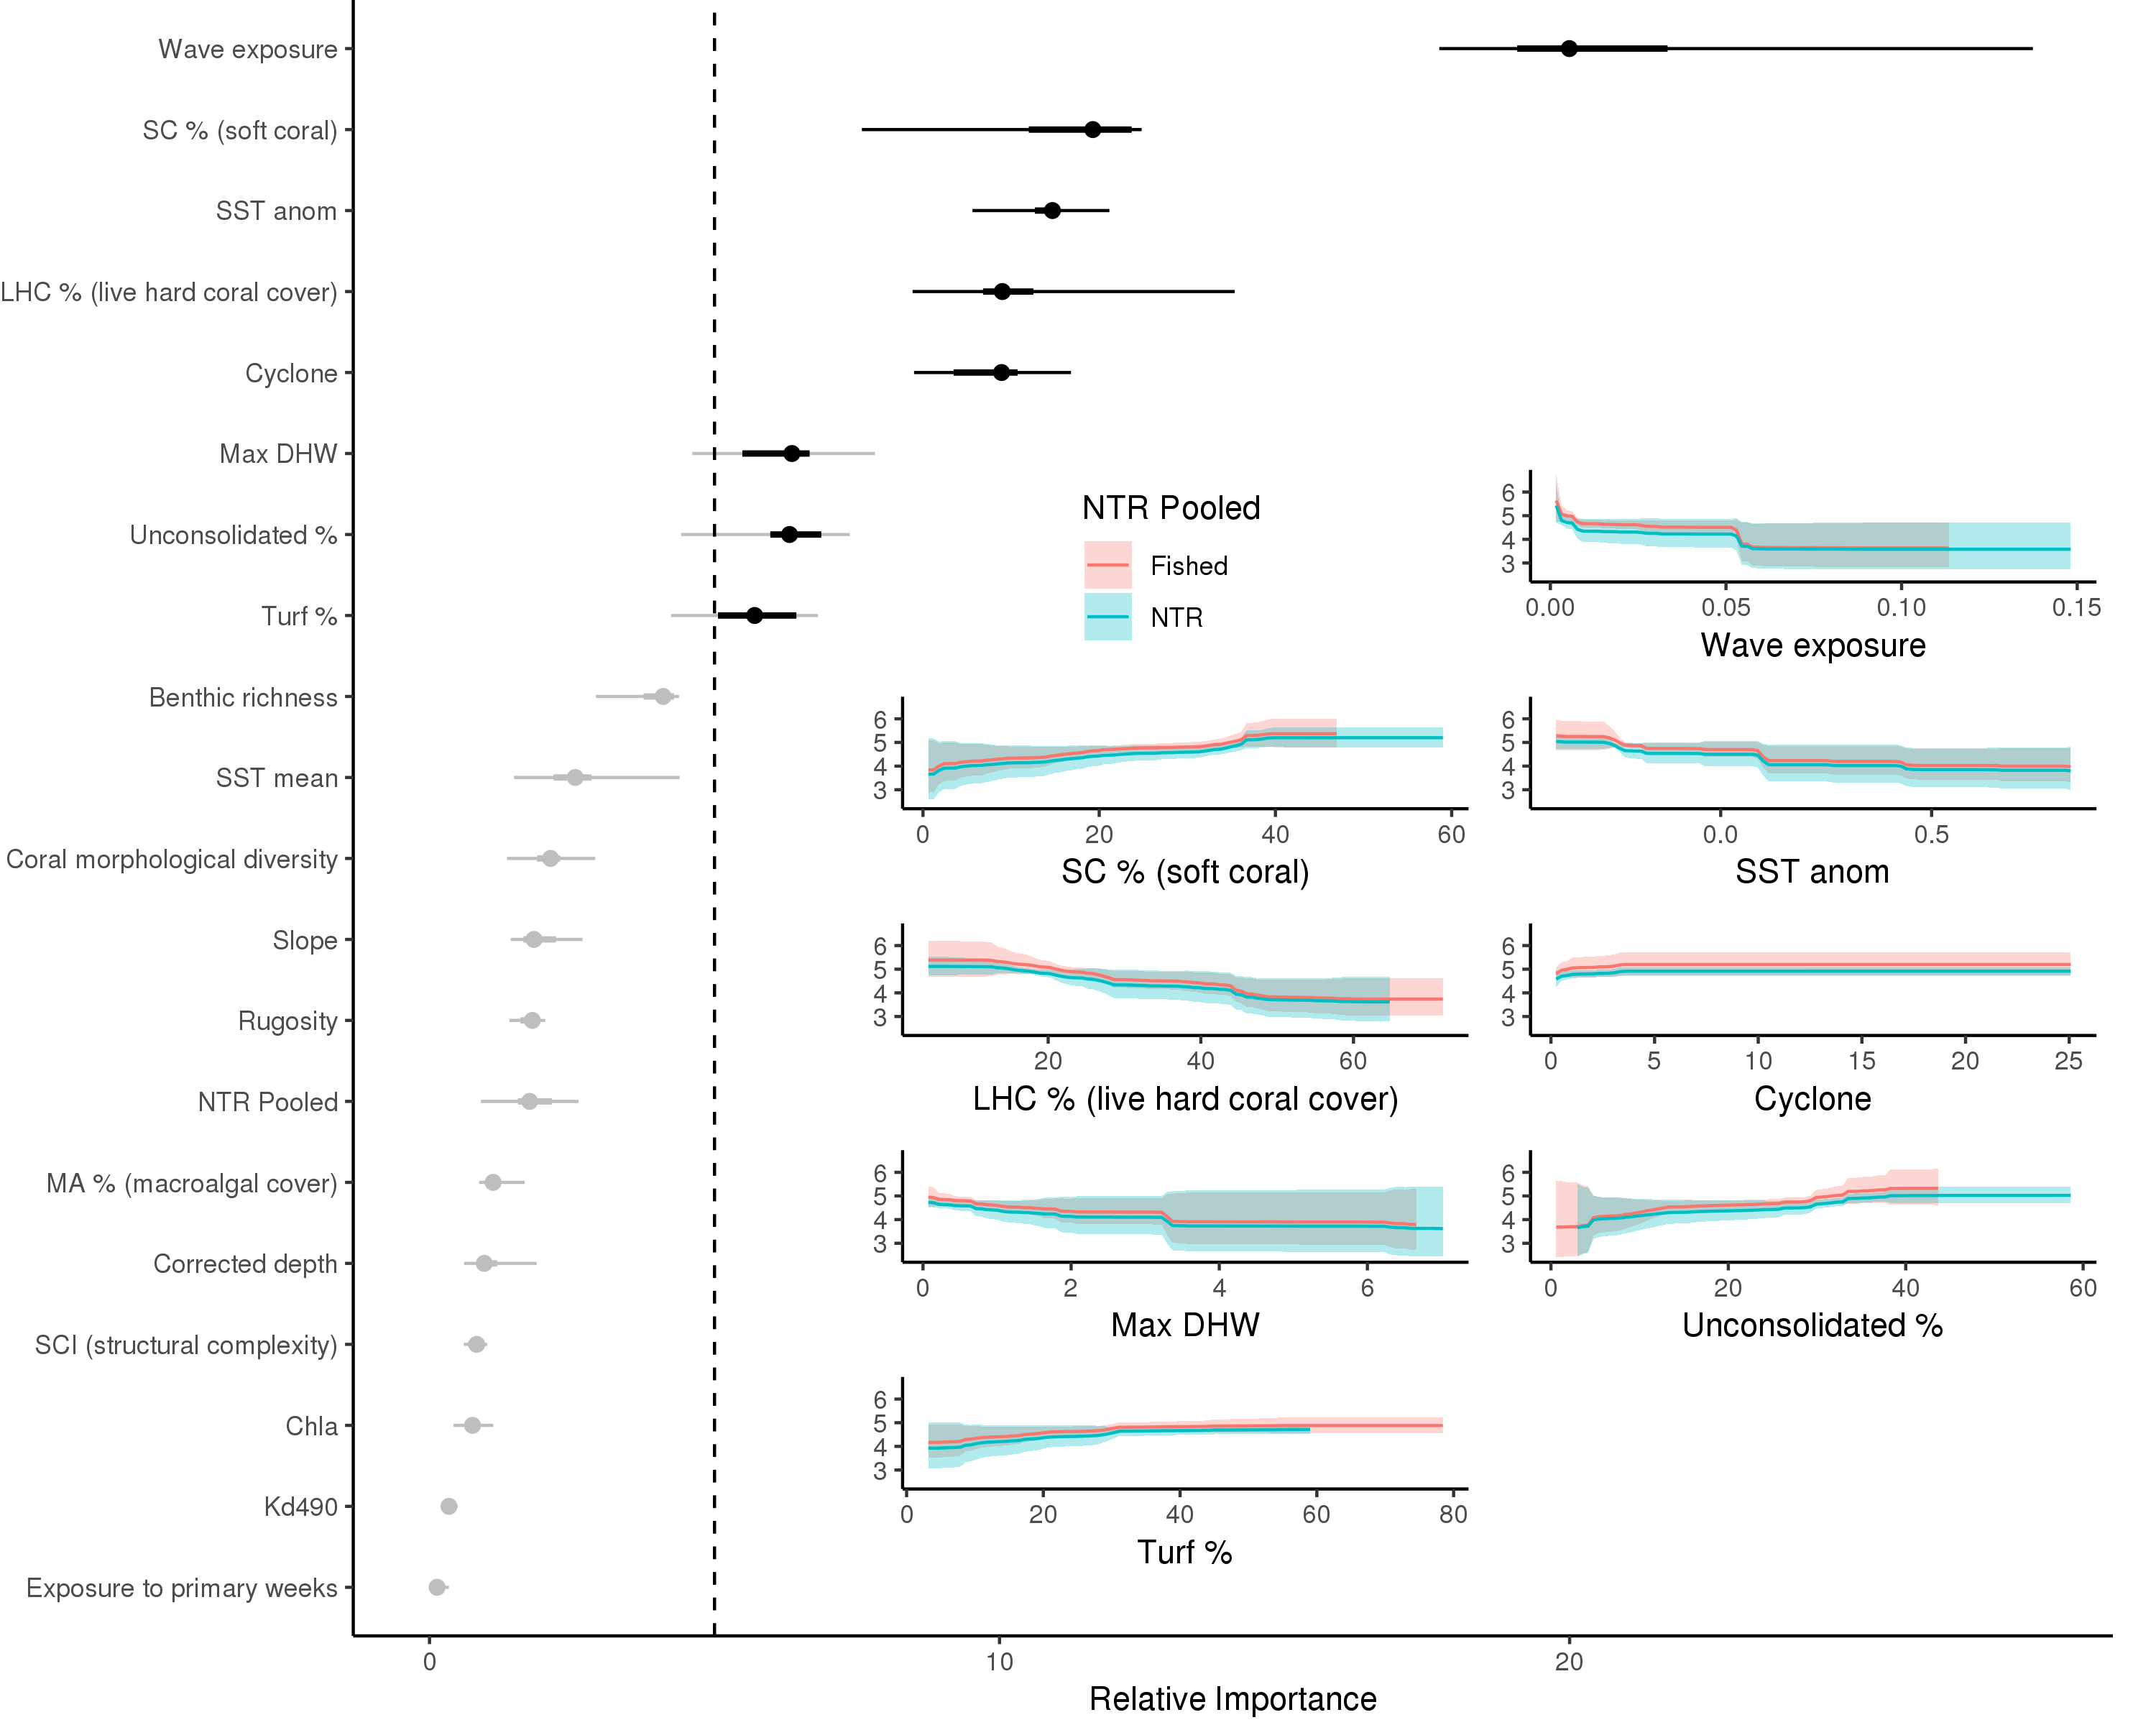 Wave exposure
SC % (soft coral)
SST anom
LHC % (live hard coral cover)
Cyclone
Max DHW
Unconsolidated %
Turf %
Benthic richness
SST mean
Coral morphological diversity
Slope
Rugosity
NTR Pooled
MA % (macroalgal cover)
Corrected depth
SCI (structural complexity)
Chla
Kd490
Exposure to primary weeks
0 10 20
Relative Importance
NTR Pooled
Fished
NTR
6
5
4
3
0.00 0.05 0.10 0.15
Wave exposure
6
5
4
3
0 20 40 60
SC % (soft coral)
6
5
4
3
0.0 0.5
SST anom
6
5
4
3
20 40 60
LHC % (live hard coral cover)
6
5
4
3
0 5 10 15 20 25
Cyclone
6
5
4
3
0 2 4 6
Max DHW
6
5
4
3
0 20 40 60
Unconsolidated %
6
5
4
3
0 20 40 60 80
Turf %